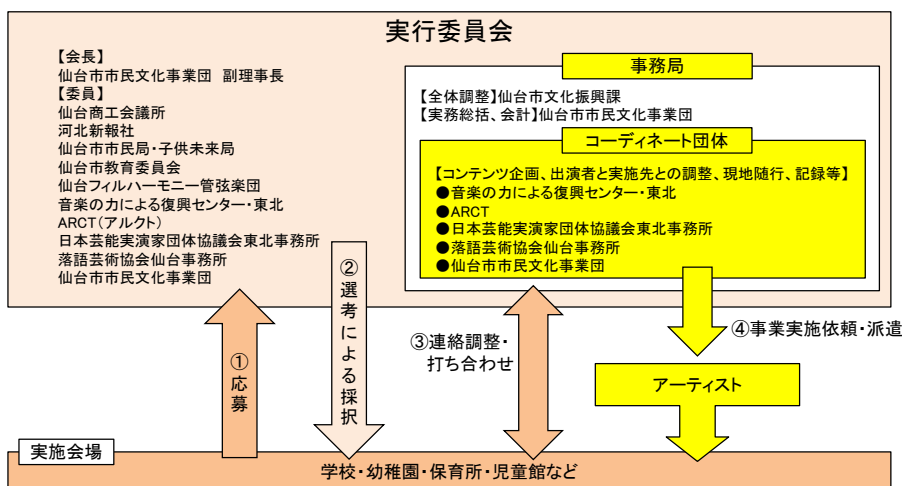 実行委員会
【会長】
仙台市市民文化事業団　副理事長
【委員】
仙台商工会議所
河北新報社
仙台市市民局・子供未来局
仙台市教育委員会
仙台フィルハーモニー管弦楽団
音楽の力による復興センター・東北
ARCT(アルクト)
日本芸能実演家団体協議会東北事務所
落語芸術協会仙台事務所
仙台市市民文化事業団
事務局
【全体調整】仙台市文化振興課
【実務総括、会計】仙台市市民文化事業団
コーディネート団体
【コンテンツ企画、出演者と実施先との調整、現地随行、記録等】
●音楽の力による復興センター・東北
●ARCT
●日本芸能実演家団体協議会東北事務所
●落語芸術協会仙台事務所
●仙台市市民文化事業団
①応募
②選考による採択
③連絡調整・
打ち合わせ
④事業実施依頼・派遣
アーティスト
実施会場
学校・幼稚園・保育所・児童館など